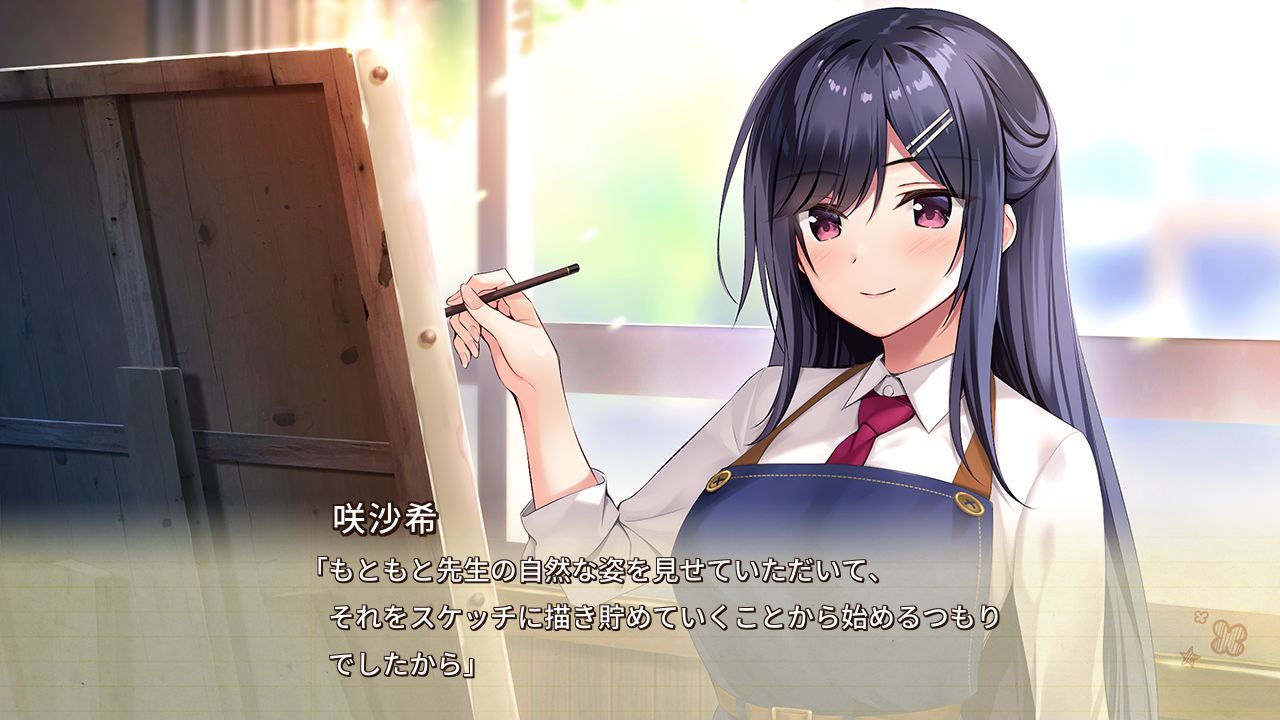 咲沙希
「もともと先生の自然な姿を見せていただいて、
それをスケッチに描き貯めていくことから始めるつもり
でしたから」